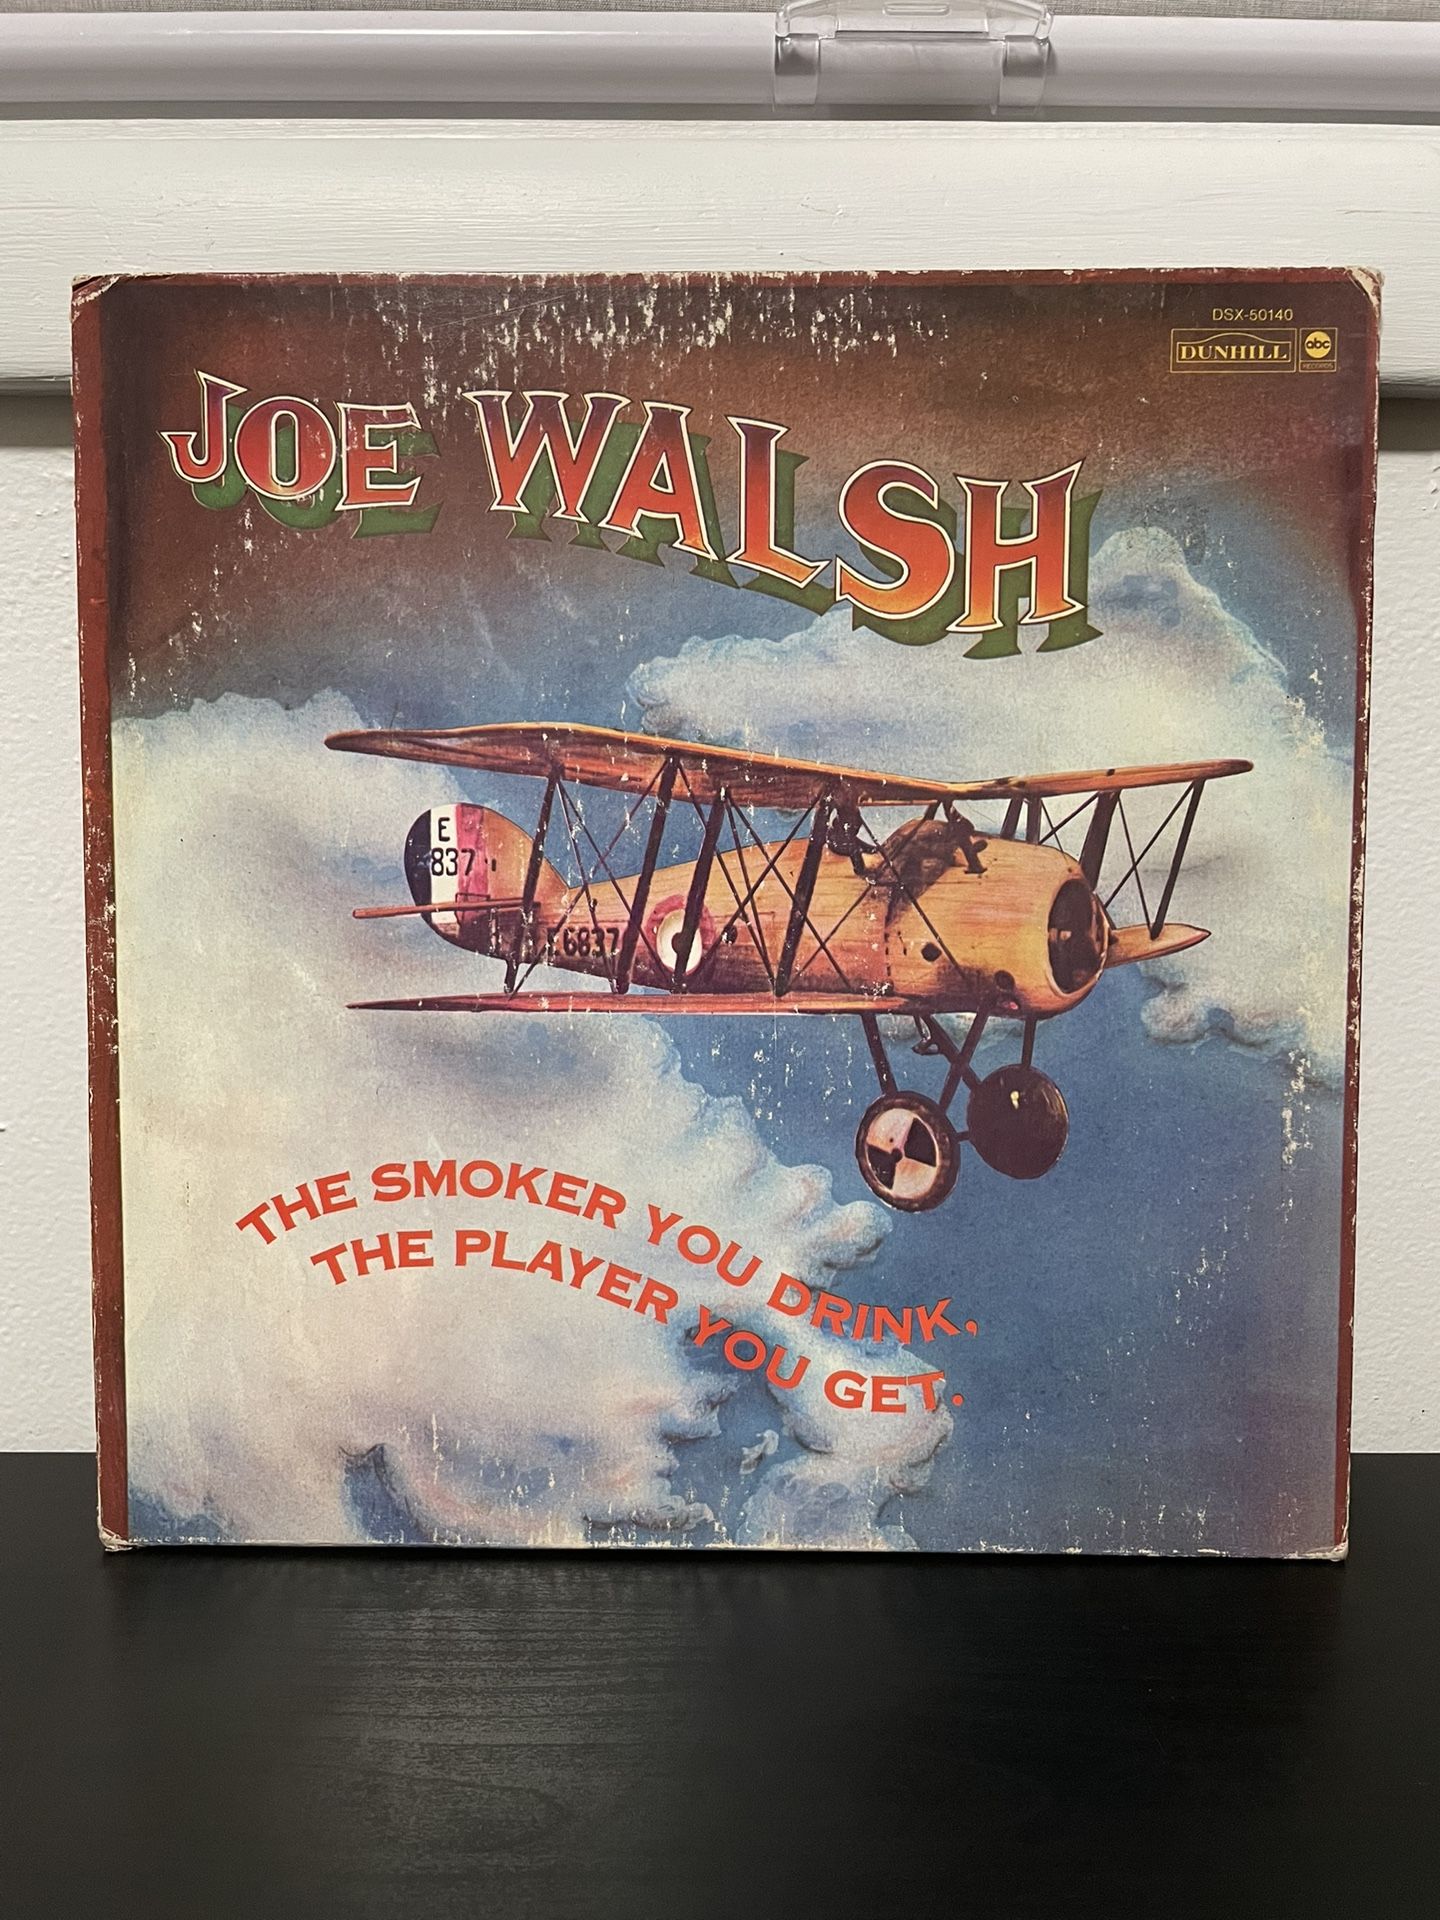 DSX-50140
DUNHILL
abc
RECORDS
JOE WALSH
E
837
E6837
THE SMOKER YOU DRINK,
THE PLAYER YOU GET.